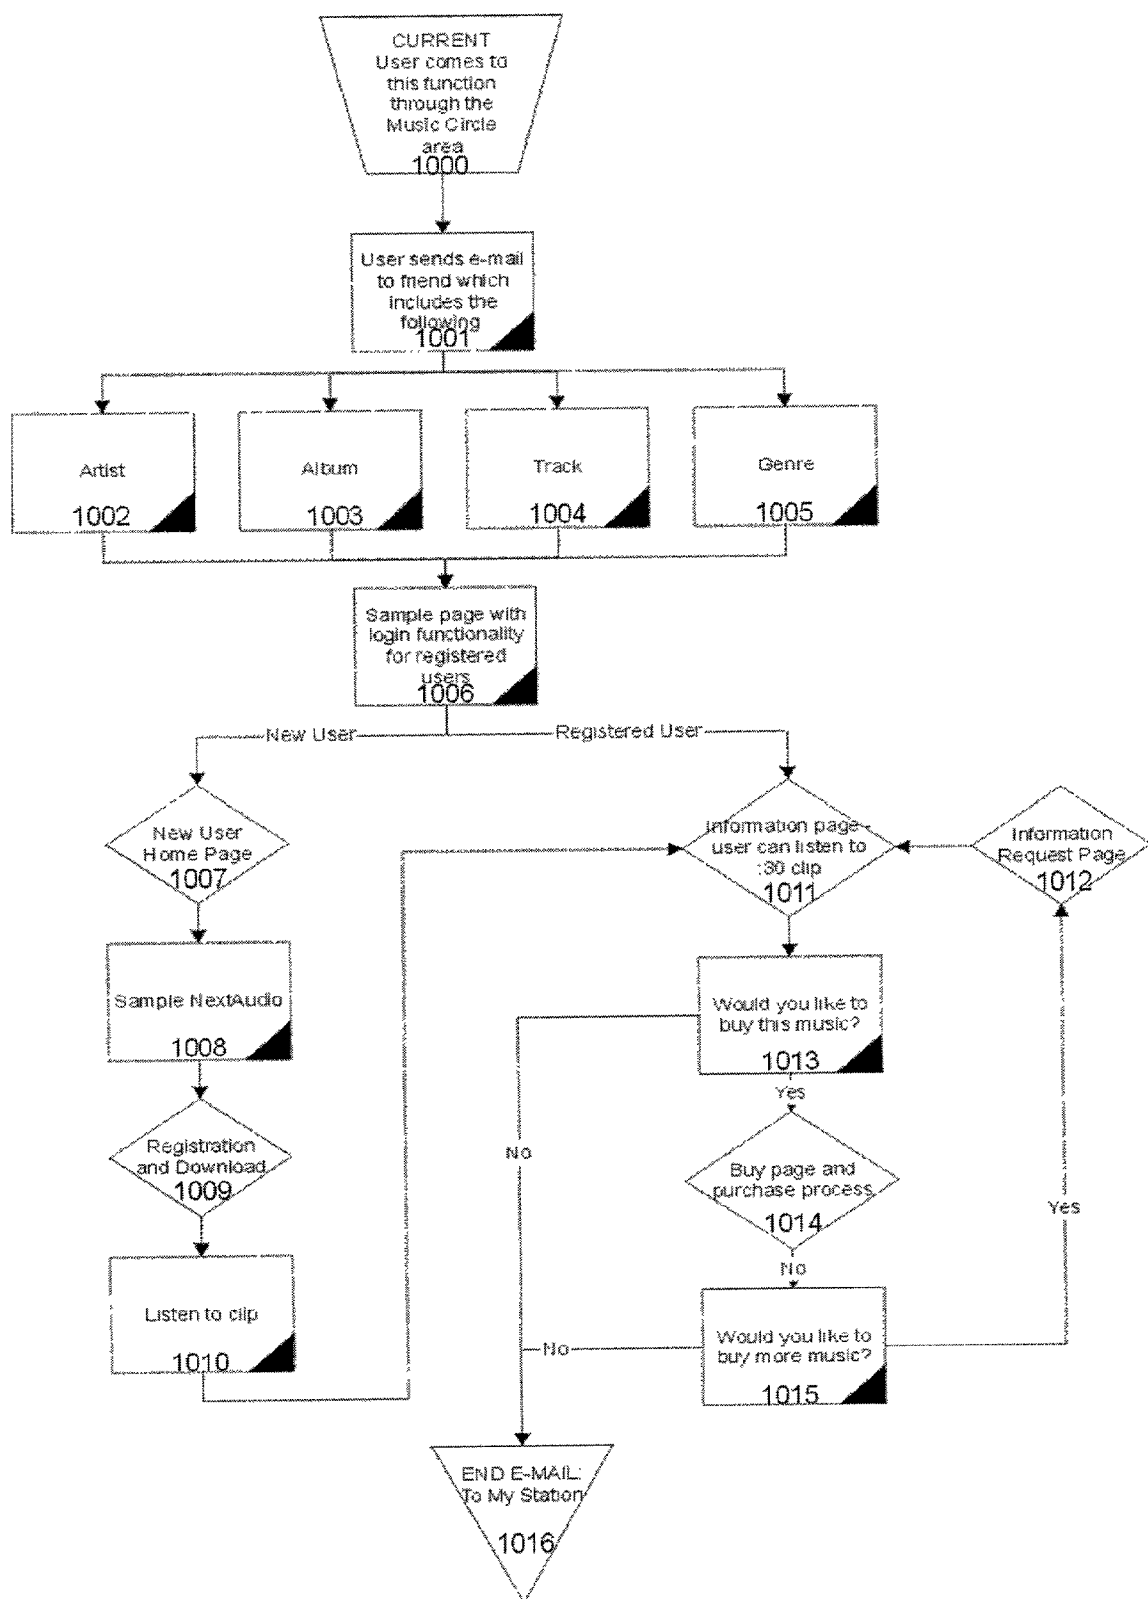 CURRENT
User comes to
this function
through the
Music Circle
area
1000
User sends e-mail
to friend which
includes the
following
1001
Artist
1002
Album
1003
Track
1004
Genre
1005
Sample page with
login functionality
for registered
users
1006
New User
Registered User
New User
Home Page
1007
Information page-
user can listen to
:30 clip
1011
Information
Request Page
1012
Sample NextAudio
1008
Would you like to
buy this music?
1013
Yes
Registration
and Download
1009
No
Buy page and
purchase process
1014
Yes
No
Listen to clip
1010
Would you like to
buy more music?
1015
No
END E-MAIL:
To My Station
1016